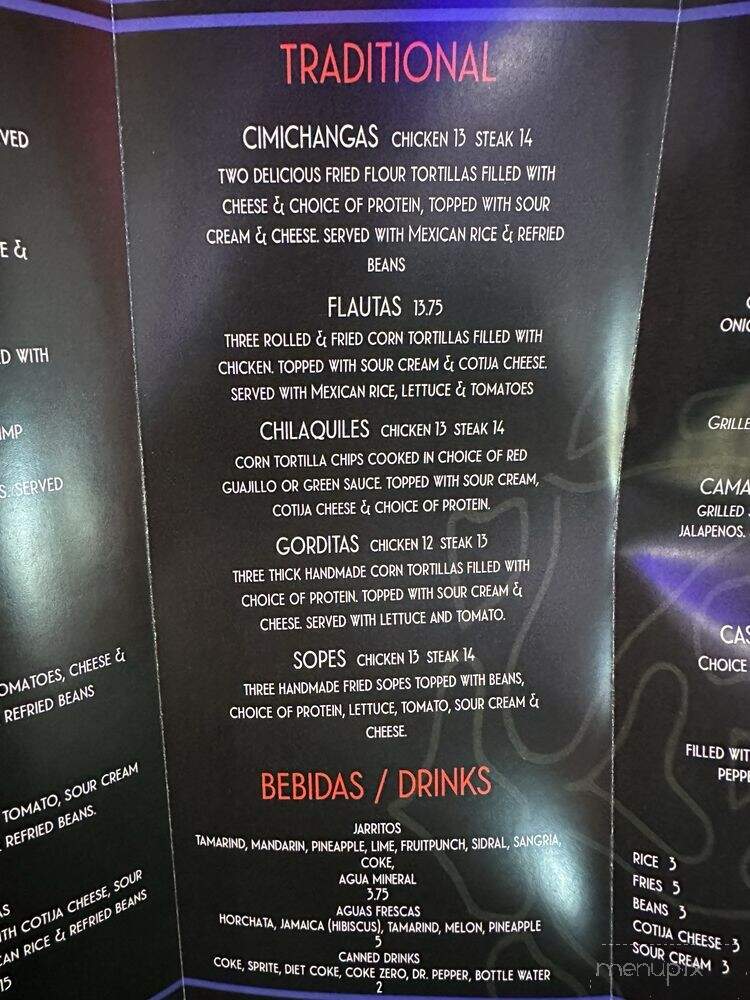 TRADITIONAL
CIMICHANGAS CHICKEN 13 STEAK 14
TWO DELICIOUS FRIED FLOUR TORTILLAS FILLED WITH
CHEESE & CHOICE OF PROTEIN, TOPPED WITH SOUR
CREAM & CHEESE. SERVED WITH MEXICAN RICE & REFRIED
BEANS
FLAUTAS 13.75
THREE ROLLED & FRIED CORN TORTILLAS FILLED WITH
CHICKEN. TOPPED WITH SOUR CREAM & COTIJA CHEESE.
SERVED WITH MEXICAN RICE, LETTUCE & TOMATOES
CHILAQUILES CHICKEN 13 STEAK 14
CORN TORTILLA CHIPS COOKED IN CHOICE OF RED
GUAJILLO OR GREEN SAUCE. TOPPED WITH SOUR CREAM,
COTIJA CHEESE & CHOICE OF PROTEIN.
GORDITAS CHICKEN 12 STEAK 13
THREE THICK HANDMADE CORN TORTILLAS FILLED WITH
CHOICE OF PROTEIN. TOPPED WITH SOUR CREAM &
CHEESE. SERVED WITH LETTUCE AND TOMATO.
SOPES CHICKEN 13 STEAK 14
THREE HANDMADE FRIED SOPES TOPPED WITH BEANS,
CHOICE OF PROTEIN, LETTUCE, TOMATO, SOUR CREAM &
CHEESE.
BEBIDAS / DRINKS
JARRITOS
TAMARIND, MANDARIN, PINEAPPLE, LIME, FRUITPUNCH, SIDRAL, SANGRIA,
COKE,
AGUA MINERAL
3.75
AGUAS FRESCAS
HORCHATA, JAMAICA (HIBISCUS), TAMARIND, MELON, PINEAPPLE
5
CANNED DRINKS
COKE, SPRITE, DIET COKE, COKE ZERO, DR. PEPPER, BOTTLE WATER
2
VED
E &
D WITH
IMP
S. SERVED
OMATOES, CHEESE &
REFRIED BEANS
TOMATO, SOUR CREAM
REFRIED BEANS.
AS
TH COTIJA CHEESE, SOUR
CAN RICE & REFRIED BEANS
15
ONIO
GRILLE
CAMA
GRILLED
JALAPENOS.
CAS
CHOICE
FILLED WIT
PEPPE
RICE 3
FRIES 5
BEANS 3
COTIJA CHEESE 3
SOUR CREAM 3
menupix